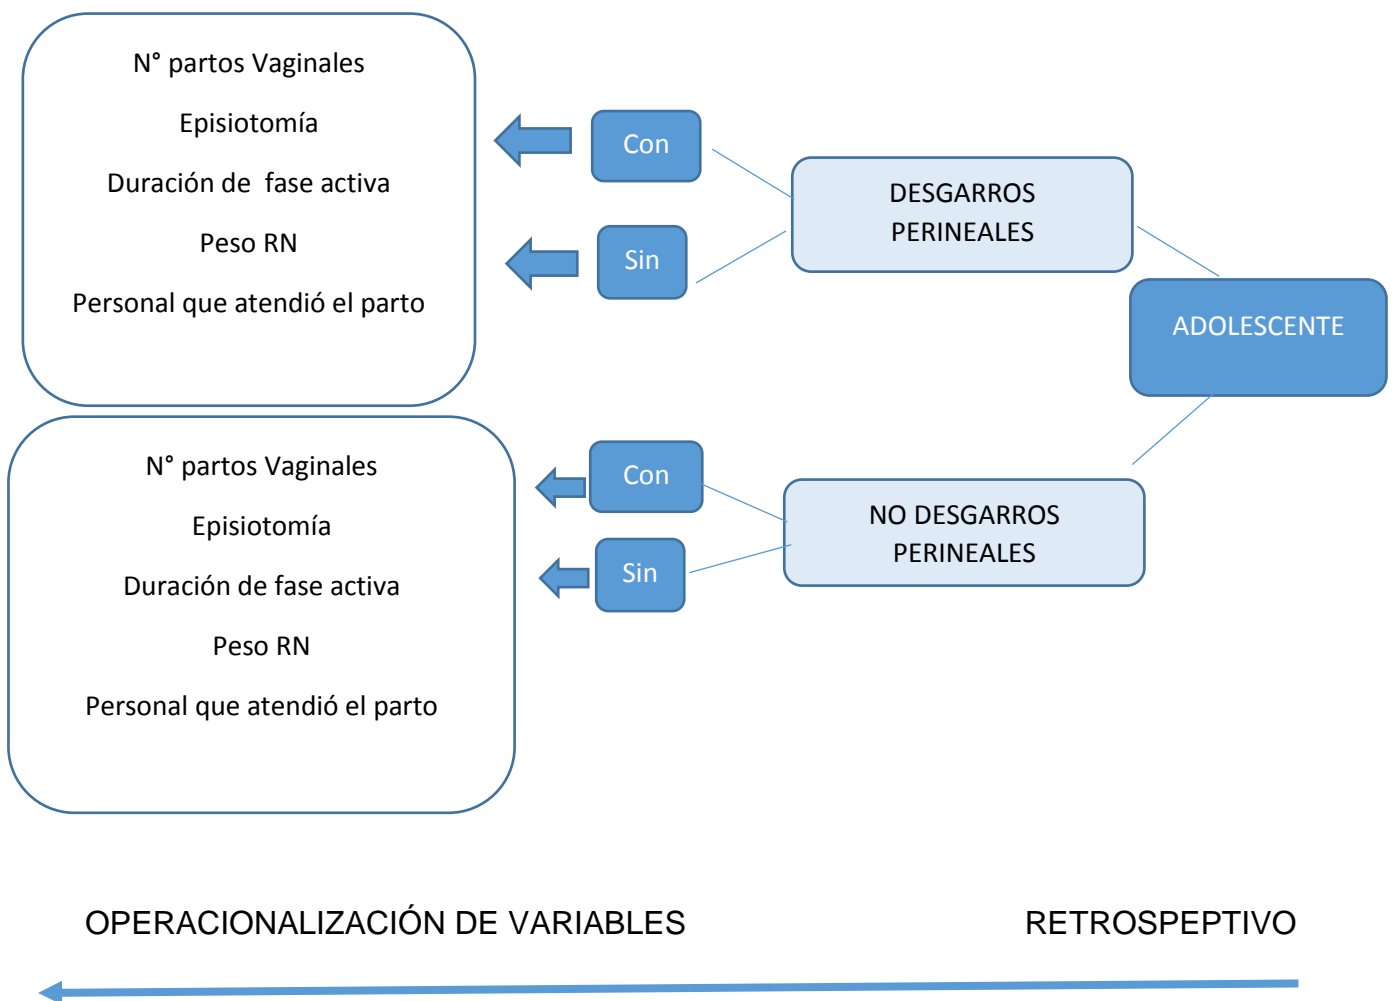 N° partos Vaginales
Episiotomía
Duración de fase activa
Peso RN
Personal que atendió el parto
Con
Sin
DESGARROS
PERINEALES
ADOLESCENTE
N° partos Vaginales
Episiotomía
Duración de fase activa
Peso RN
Personal que atendió el parto
Con
Sin
NO DESGARROS
PERINEALES
OPERACIONALIZACIÓN DE VARIABLES
RETROSPEPTIVO